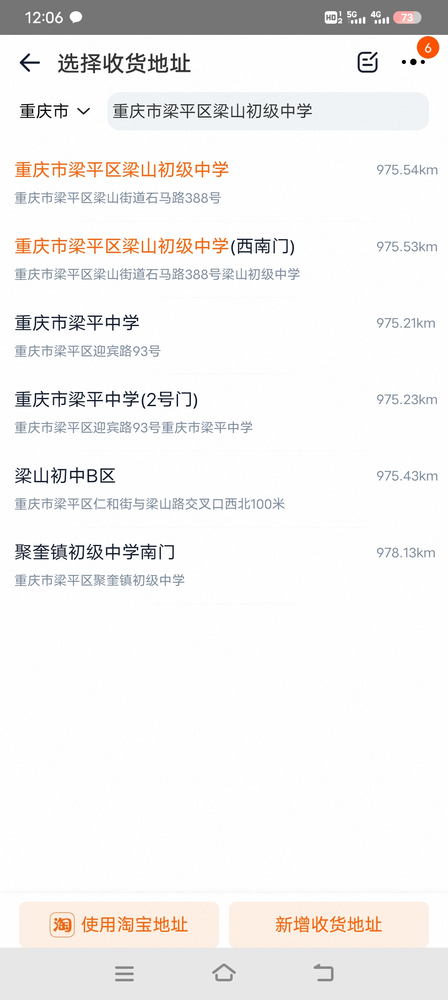 12:06
HD 1 2 5G 4G 73
6
选择收货地址
重庆市
重庆市梁平区梁山初级中学
重庆市梁平区梁山初级中学 975.54km
重庆市梁平区梁山街道石马路388号
重庆市梁平区梁山初级中学(西南门) 975.53km
重庆市梁平区梁山街道石马路388号梁山初级中学
重庆市梁平中学 975.21km
重庆市梁平区迎宾路93号
重庆市梁平中学(2号门) 975.23km
重庆市梁平区迎宾路93号重庆市梁平中学
梁山初中B区 975.43km
重庆市梁平区仁和街与梁山路交叉口西北100米
聚奎镇初级中学南门 978.13km
重庆市梁平区聚奎镇初级中学
淘 使用淘宝地址 新增收货地址